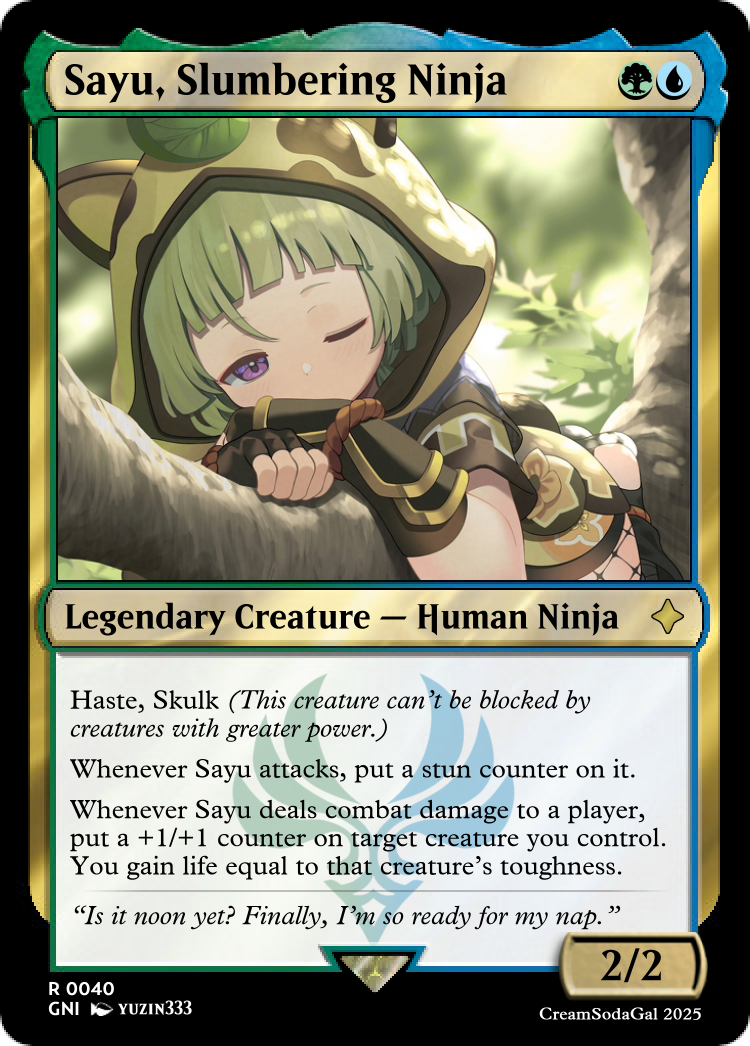 Sayu, Slumbering Ninja
Legendary Creature — Human Ninja
Haste, Skulk (This creature can't be blocked by
creatures with greater power.)
Whenever Sayu attacks, put a stun counter on it.
Whenever Sayu deals combat damage to a player,
put a +1/+1 counter on target creature you control.
You gain life equal to that creature's toughness.
“Is it noon yet? Finally, I'm so ready for my nap.”
2/2
R 0040
GNI YUZIN333
CreamSodaGal 2025